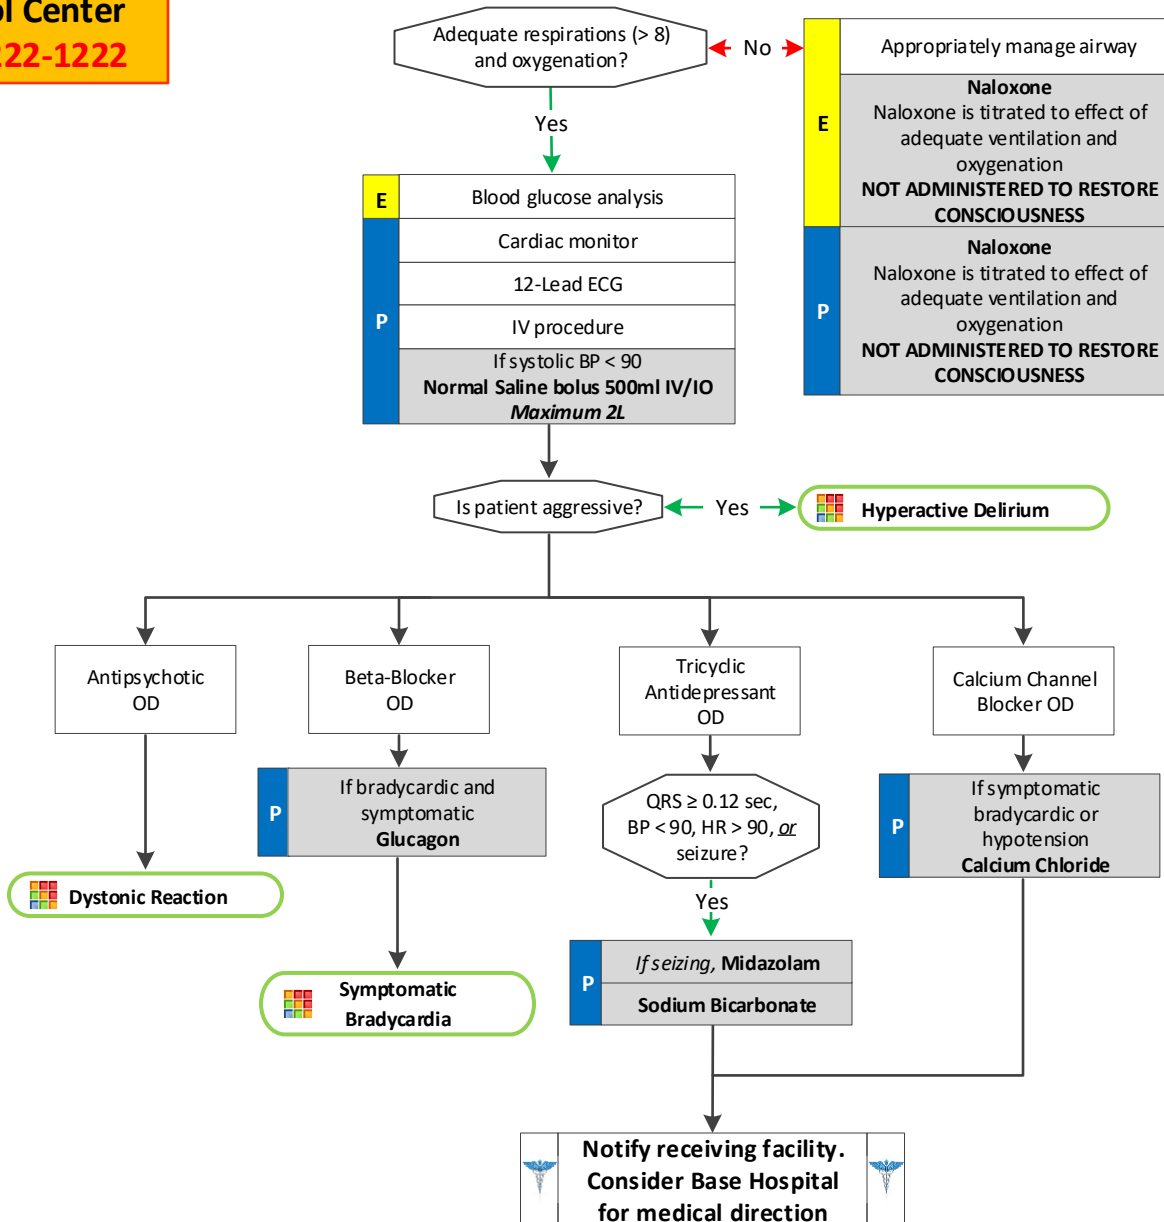 ol Center
222-1222
Adequate respirations (> 8)
and oxygenation?
No
Yes
E
Appropriately manage airway
Naloxone
Naloxone is titrated to effect of
adequate ventilation and
oxygenation
NOT ADMINISTERED TO RESTORE
CONSCIOUSNESS
P
Naloxone
Naloxone is titrated to effect of
adequate ventilation and
oxygenation
NOT ADMINISTERED TO RESTORE
CONSCIOUSNESS
E
Blood glucose analysis
P
Cardiac monitor
12-Lead ECG
IV procedure
If systolic BP < 90
Normal Saline bolus 500ml IV/IO
Maximum 2L
Is patient aggressive?
Yes
Hyperactive Delirium
Antipsychotic
OD
Dystonic Reaction
Beta-Blocker
OD
P
If bradycardic and
symptomatic
Glucagon
Symptomatic
Bradycardia
Tricyclic
Antidepressant
OD
QRS ≥ 0.12 sec,
BP < 90, HR > 90, or
seizure?
Yes
P
If seizing, Midazolam
Sodium Bicarbonate
Calcium Channel
Blocker OD
P
If symptomatic
bradycardic or
hypotension
Calcium Chloride
Notify receiving facility.
Consider Base Hospital
for medical direction